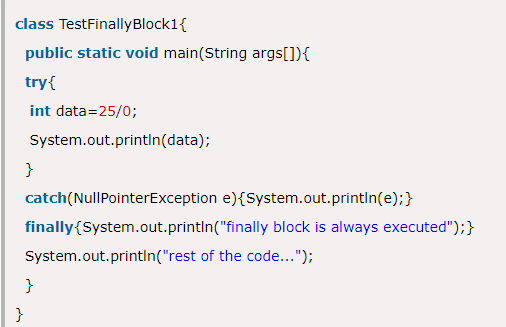 class TestFinallyBlock1{
public static void main(String args[]){
try{
int data=25/0;
System.out.println(data);
}
catch(NullPointerException e){System.out.println(e);}
finally{System.out.println("finally block is always executed");}
System.out.println("rest of the code...");
}
}